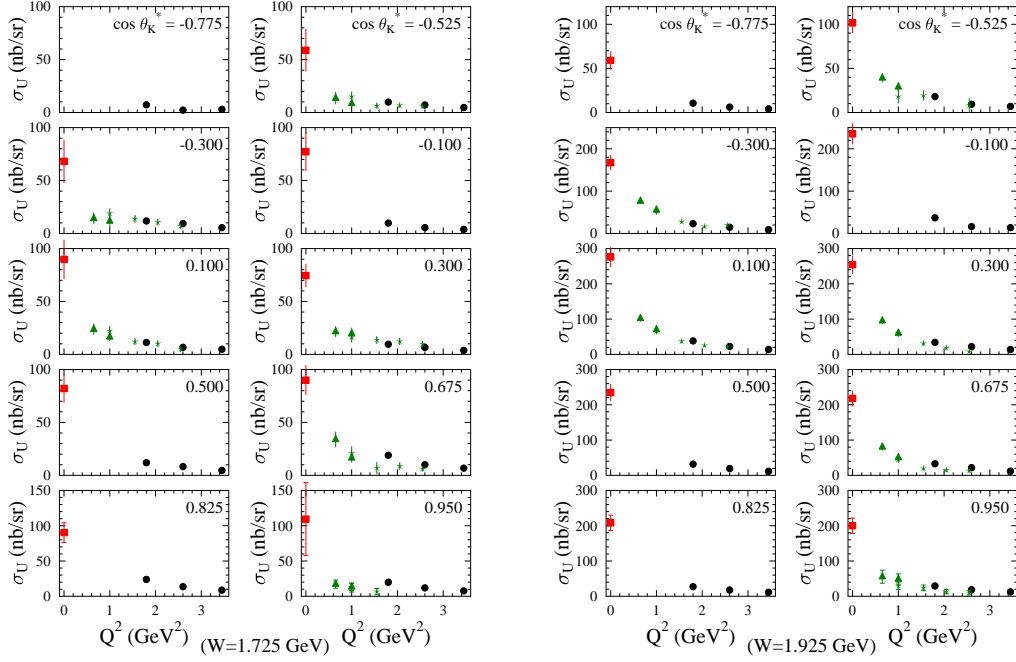 cos θ*K = -0.775
cos θ*K = -0.525
cos θ*K = -0.775
cos θ*K = -0.525
σU (nb/sr)
100
50
0
σU (nb/sr)
100
50
0
σU (nb/sr)
100
50
0
σU (nb/sr)
100
50
0
-0.300
-0.100
-0.300
-0.100
σU (nb/sr)
100
50
0
σU (nb/sr)
100
50
0
σU (nb/sr)
200
100
0
σU (nb/sr)
200
100
0
0.100
0.300
0.100
0.300
σU (nb/sr)
100
50
0
σU (nb/sr)
100
50
0
σU (nb/sr)
300
200
100
0
σU (nb/sr)
300
200
100
0
0.500
0.675
0.500
0.675
σU (nb/sr)
100
50
0
σU (nb/sr)
100
50
0
σU (nb/sr)
300
200
100
0
σU (nb/sr)
300
200
100
0
0.825
0.950
0.825
0.950
σU (nb/sr)
150
100
50
0
σU (nb/sr)
150
100
50
0
σU (nb/sr)
300
200
100
0
σU (nb/sr)
300
200
100
0
0 1 2 3
0 1 2 3
0 1 2 3
0 1 2 3
Q² (GeV²)
Q² (GeV²)
Q² (GeV²)
Q² (GeV²)
(W=1.725 GeV)
(W=1.925 GeV)